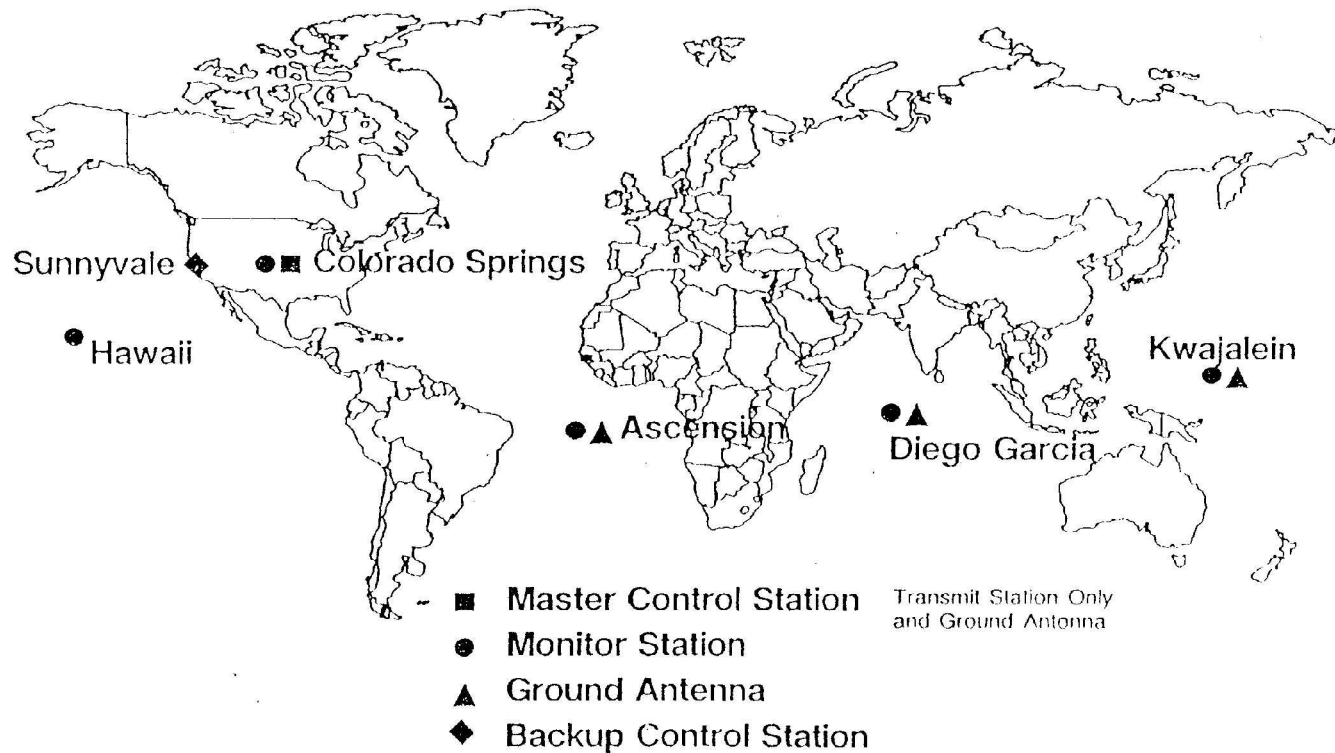 Sunnyvale
Colorado Springs
Hawaii
Kwajalein
Ascension
Diego Garcia
Master Control Station
Transmit Station Only
and Ground Antonna
Monitor Station
Ground Antenna
Backup Control Station